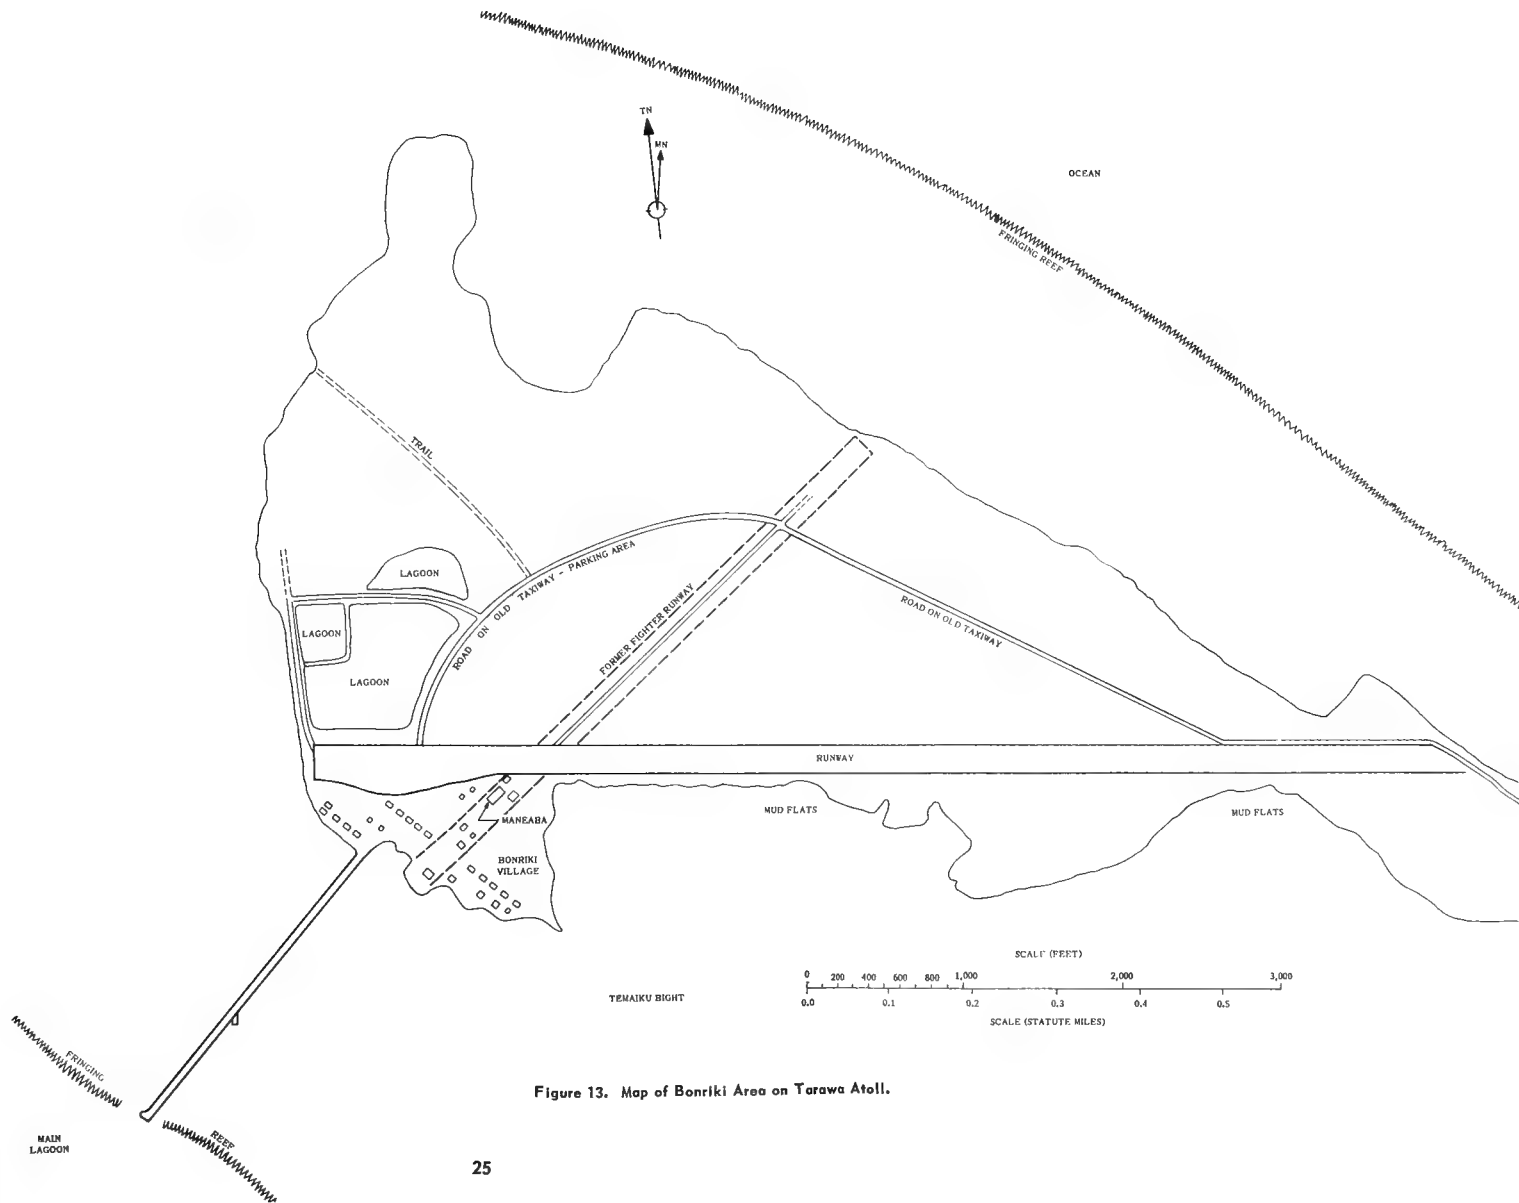 TN
MN
OCEAN
FRINGING REEF
TRAIL
LAGOON
ROAD ON OLD TAXIWAY - PARKING AREA
LAGOON
LAGOON
FORMER FIGHTER RUNWAY
ROAD ON OLD TAXIWAY
RUNWAY
MUD FLATS
MUD FLATS
MANEABA
BONRIKI
VILLAGE
TEMAIKU BIGHT
SCALE (FEET)
0 200 400 600 800 1,000 2,000 3,000
0.0 0.1 0.2 0.3 0.4 0.5
SCALE (STATUTE MILES)
FRINGING
REEF
MAIN
LAGOON
Figure 13. Map of Bonriki Area on Tarawa Atoll.
25